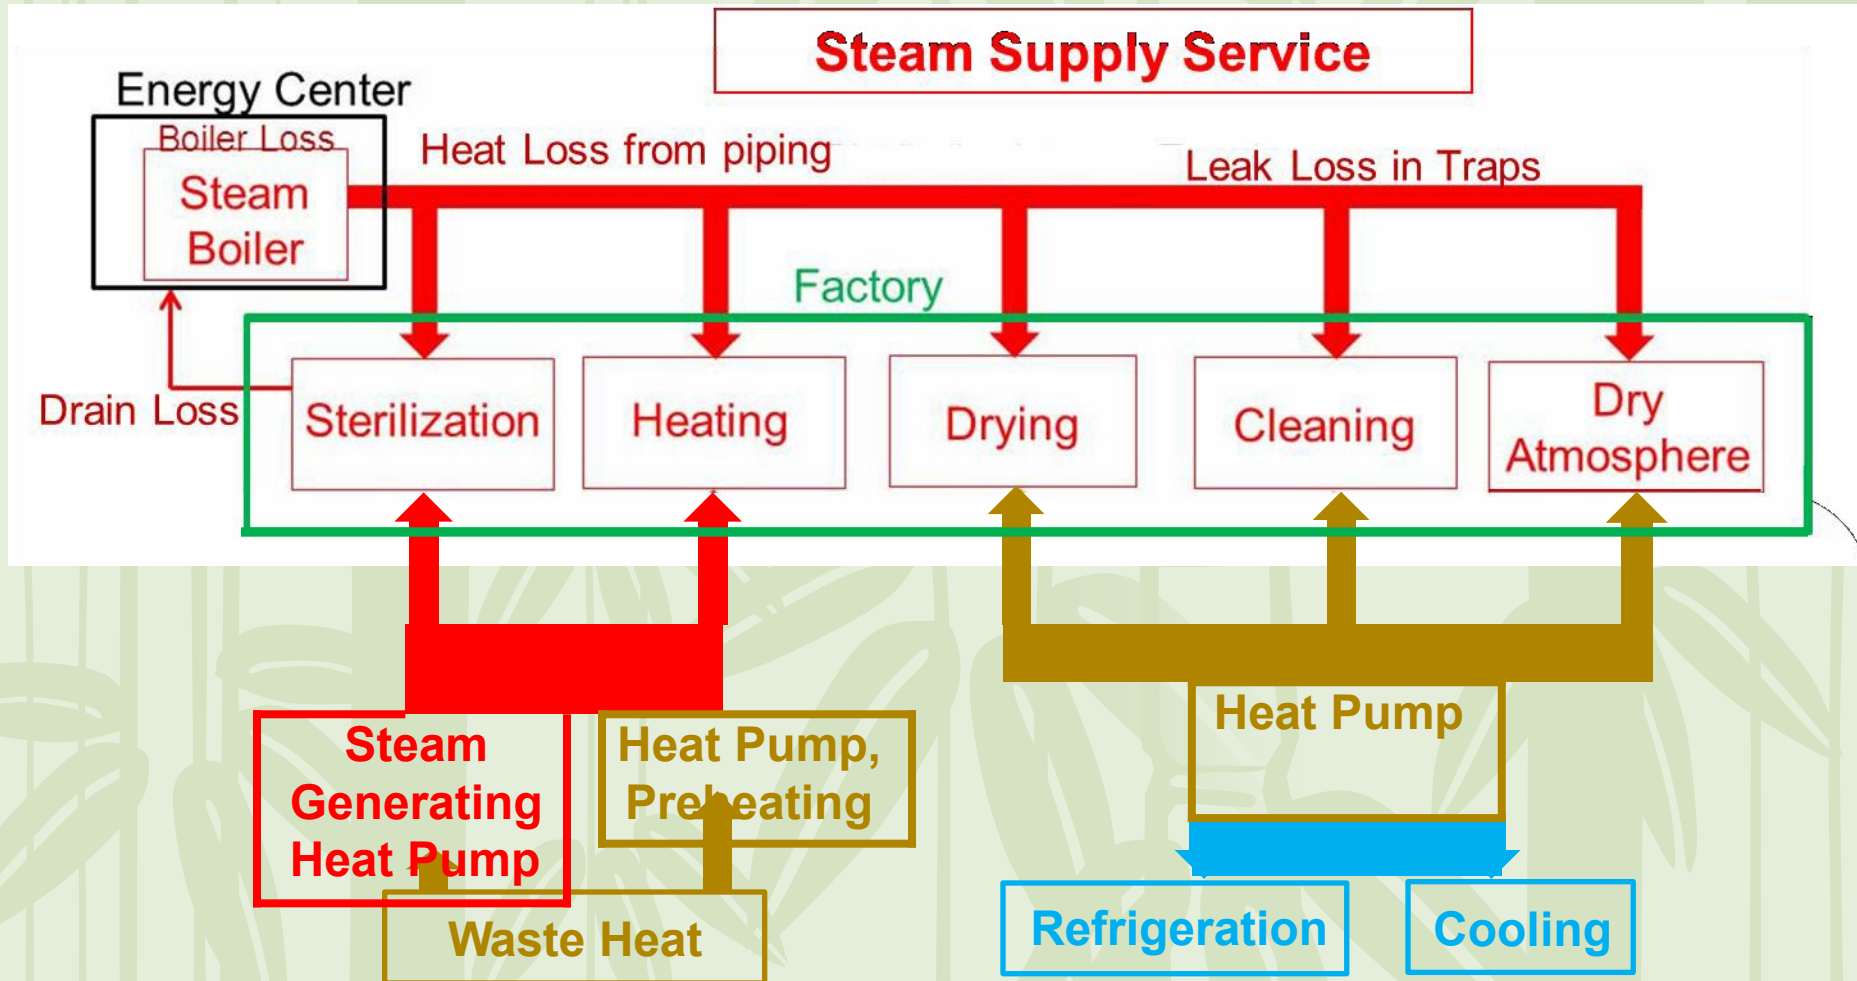 Steam Supply Service
Energy Center
Boiler Loss
Steam
Boiler
Heat Loss from piping
Leak Loss in Traps
Factory
Drain Loss
Sterilization
Heating
Drying
Cleaning
Dry
Atmosphere
Steam
Generating
Heat Pump
Heat Pump,
Preheating
Heat Pump
Waste Heat
Refrigeration
Cooling